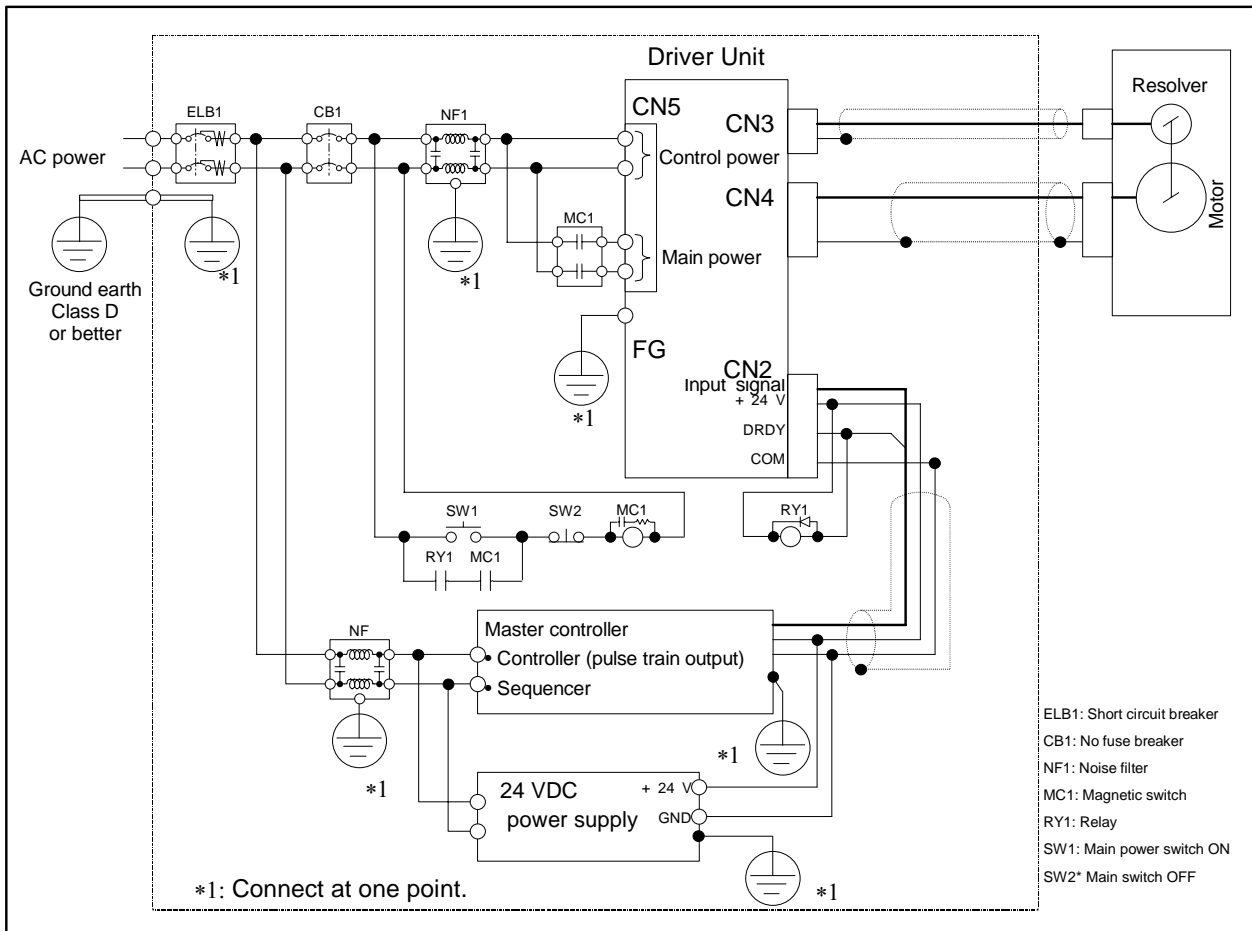 Driver Unit
ELB1
CB1
NF1
CN5
CN3
Resolver
AC power
Control power
CN4
MC1
Motor
*1
*1
Main power
Ground earth
Class D
or better
FG
*1
CN2
Input signal
+ 24 V
DRDY
COM
SW1
SW2
MC1
RY1
RY1
MC1
NF
Master controller
• Controller (pulse train output)
• Sequencer
*1
*1
24 VDC
power supply
+ 24 V
GND
*1
*1: Connect at one point.
ELB1: Short circuit breaker
CB1: No fuse breaker
NF1: Noise filter
MC1: Magnetic switch
RY1: Relay
SW1: Main power switch ON
SW2* Main switch OFF